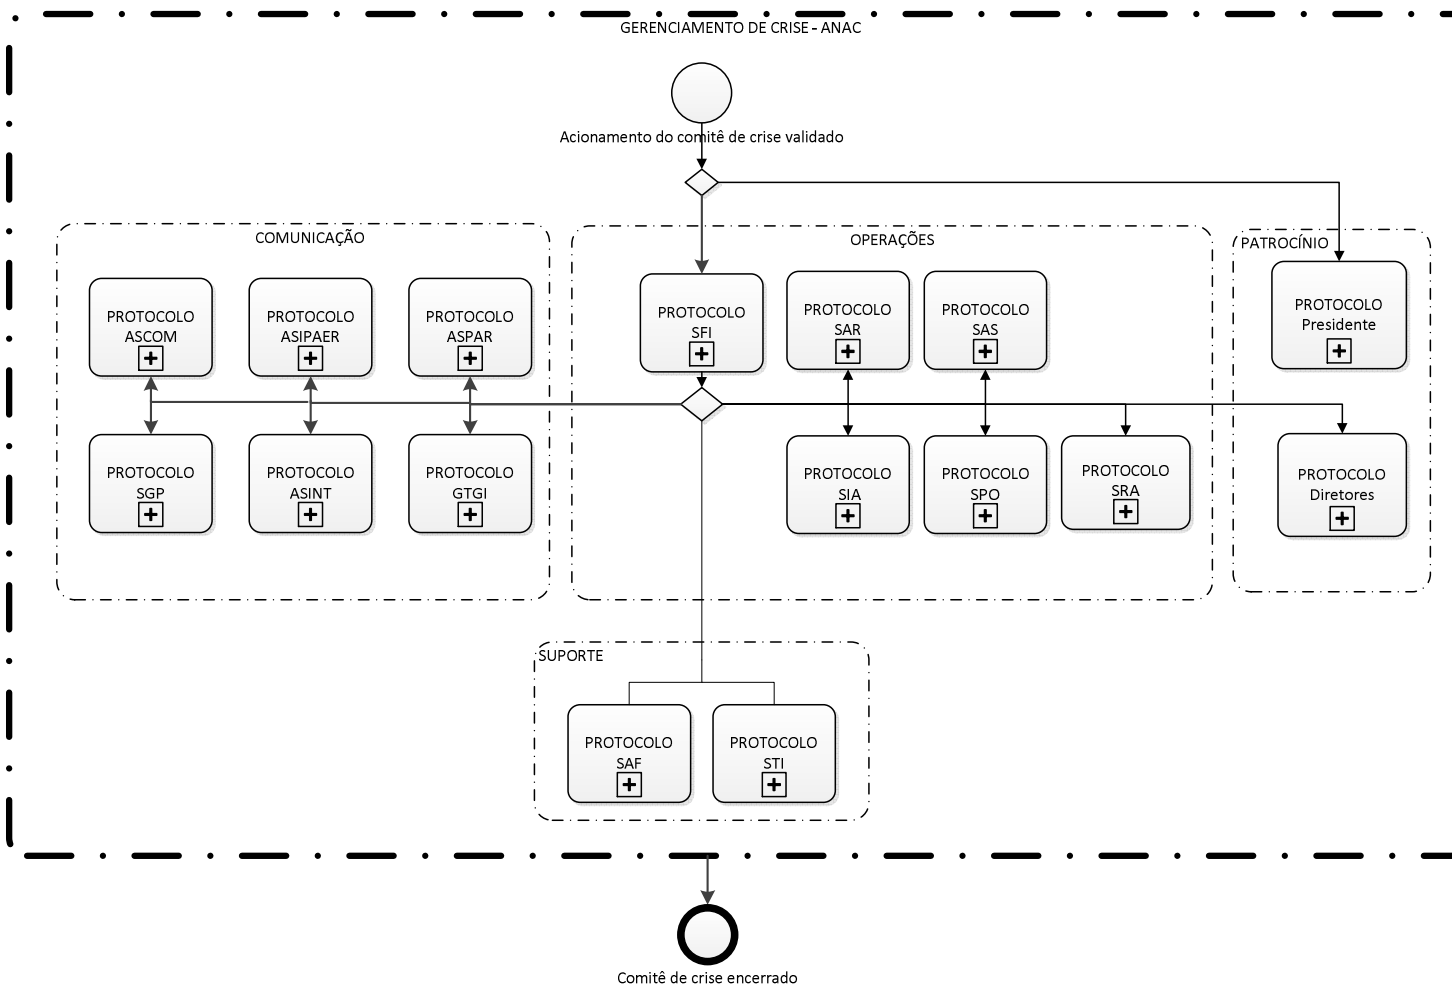 GERENCIAMENTO DE CRISE - ANAC
Acionamento do comitê de crise validado
COMUNICAÇÃO
PROTOCOLO
ASCOM
PROTOCOLO
ASIPAER
PROTOCOLO
ASPAR
PROTOCOLO
SGP
PROTOCOLO
ASINT
PROTOCOLO
GTGI
OPERAÇÕES
PROTOCOLO
SFI
PROTOCOLO
SAR
PROTOCOLO
SAS
PROTOCOLO
SIA
PROTOCOLO
SPO
PROTOCOLO
SRA
PATROCÍNIO
PROTOCOLO
Presidente
PROTOCOLO
Diretores
SUPORTE
PROTOCOLO
SAF
PROTOCOLO
STI
Comitê de crise encerrado